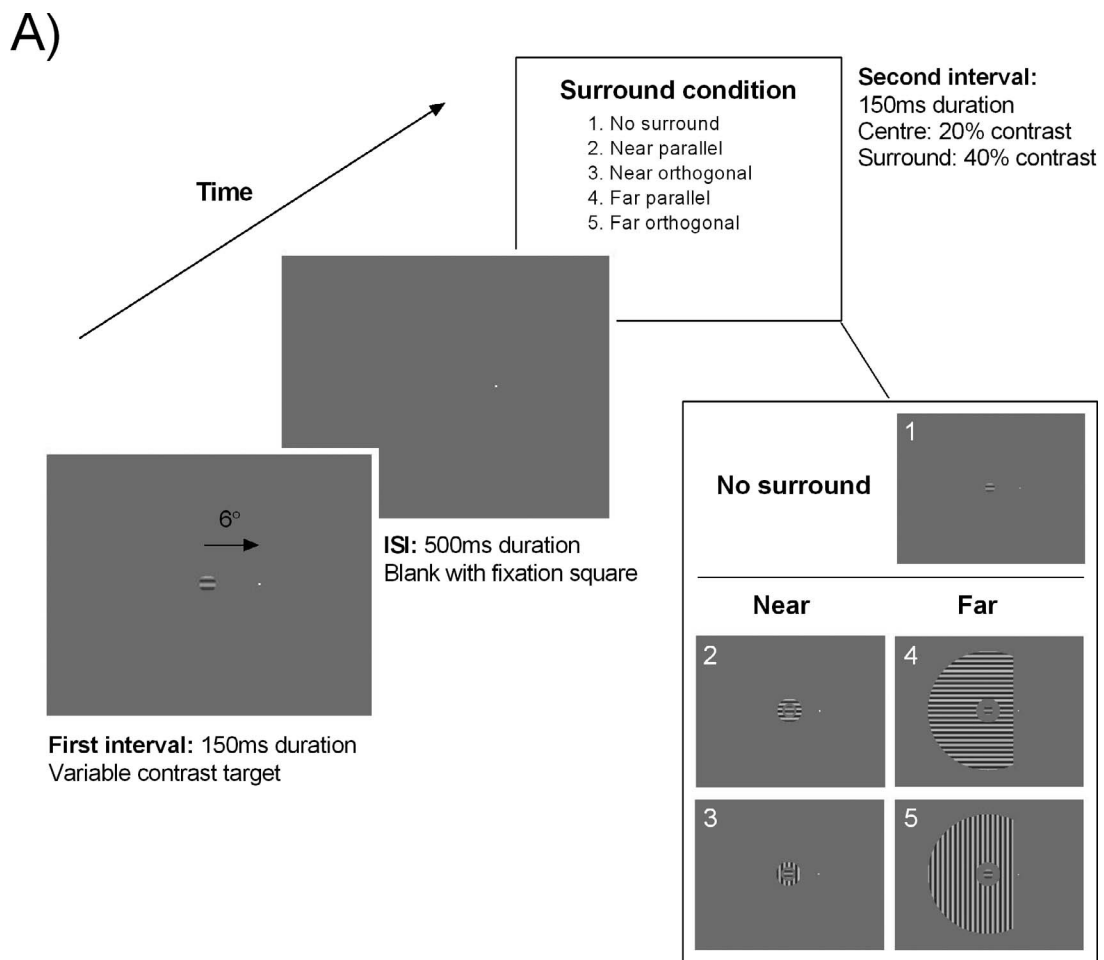 A)
Time
Surround condition
1. No surround
2. Near parallel
3. Near orthogonal
4. Far parallel
5. Far orthogonal
Second interval:
150ms duration
Centre: 20% contrast
Surround: 40% contrast
6°
ISI: 500ms duration
Blank with fixation square
First interval: 150ms duration
Variable contrast target
No surround
1
Near
Far
2
4
3
5